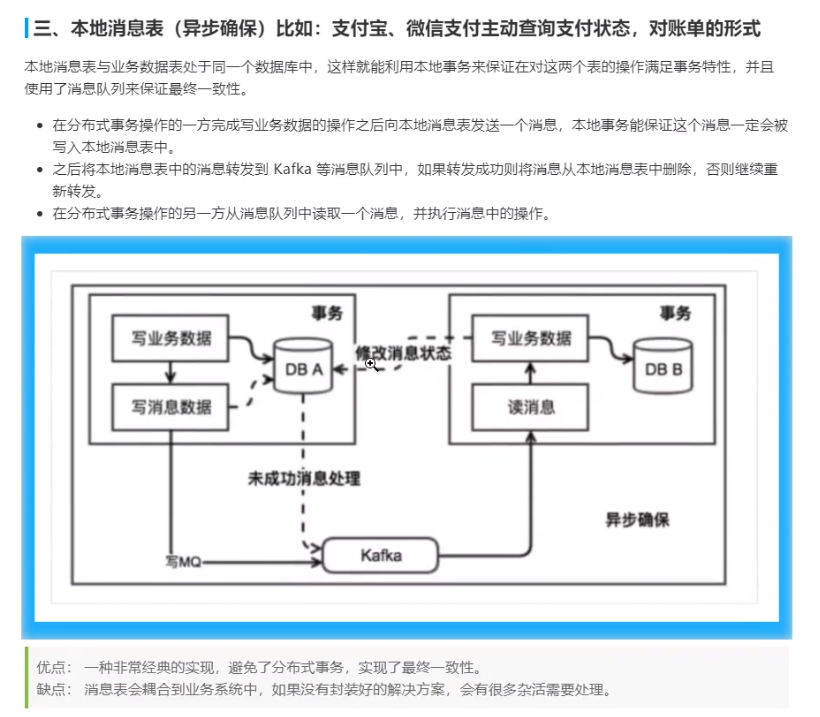 三、本地消息表（异步确保）比如：支付宝、微信支付主动查询支付状态，对账单的形式
本地消息表与业务数据表处于同一个数据库中，这样就能利用本地事务来保证在对这两个表的操作满足事务特性，并且
使用了消息队列来保证最终一致性。
在分布式事务操作的一方完成写业务数据的操作之后向本地消息表发送一个消息，本地事务能保证这个消息一定会被
写入本地消息表中。
之后将本地消息表中的消息转发到 Kafka 等消息队列中，如果转发成功则将消息从本地消息表中删除，否则继续重
新转发。
在分布式事务操作的另一方从消息队列中读取一个消息，并执行消息中的操作。
事务
事务
写业务数据
修改消息状态
写业务数据
DB A
DB B
写消息数据
读消息
未成功消息处理
异步确保
写MQ
Kafka
优点： 一种非常经典的实现，避免了分布式事务，实现了最终一致性。
缺点： 消息表会耦合到业务系统中，如果没有封装好的解决方案，会有很多杂活需要处理。